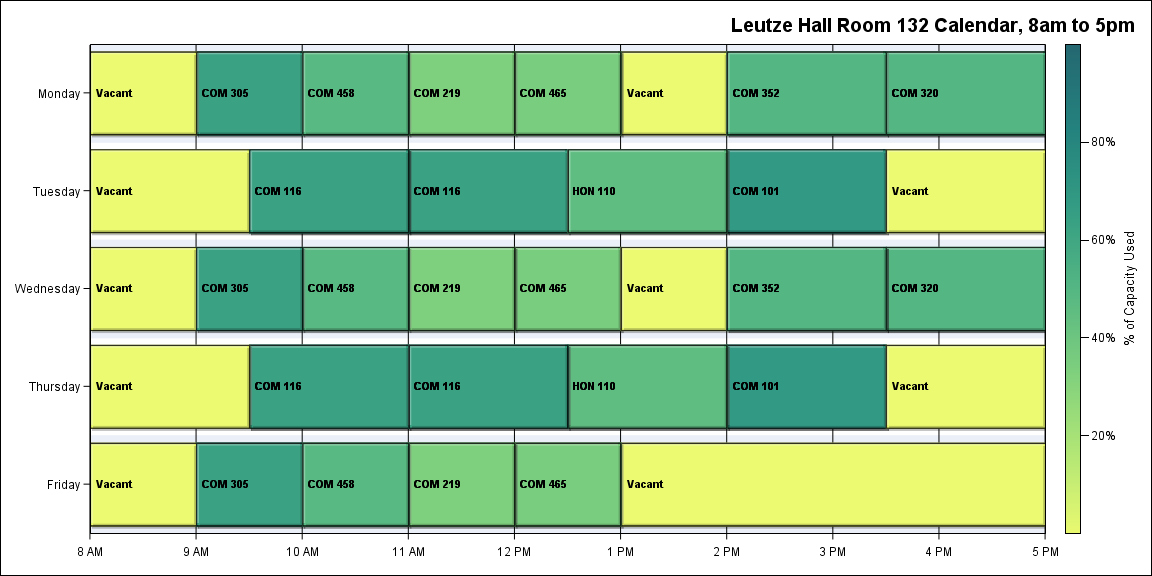 Leutze Hall Room 132 Calendar, 8am to 5pm
Monday
Vacant
COM 305
COM 458
COM 219
COM 465
Vacant
COM 352
COM 320
Tuesday
Vacant
COM 116
COM 116
HON 110
COM 101
Vacant
Wednesday
Vacant
COM 305
COM 458
COM 219
COM 465
Vacant
COM 352
COM 320
Thursday
Vacant
COM 116
COM 116
HON 110
COM 101
Vacant
Friday
Vacant
COM 305
COM 458
COM 219
COM 465
Vacant
8 AM
9 AM
10 AM
11 AM
12 PM
1 PM
2 PM
3 PM
4 PM
5 PM
80%
60%
40%
20%
% of Capacity Used